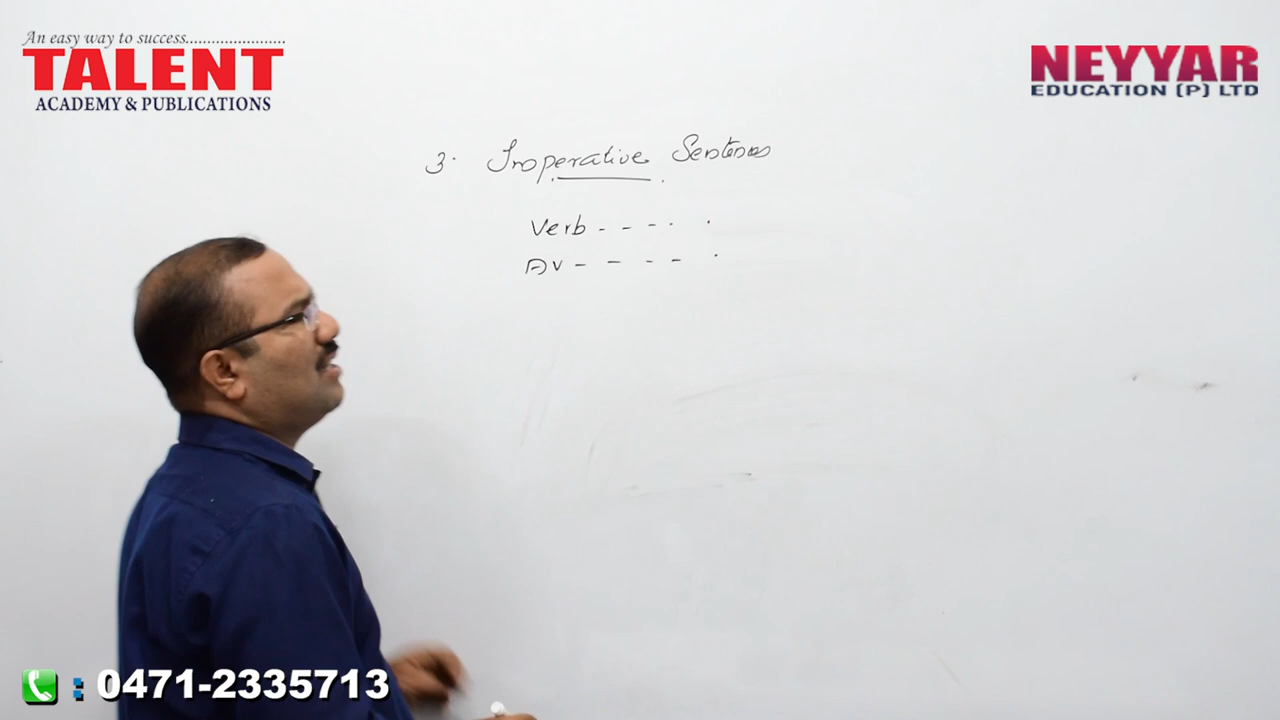 An easy way to success.......................
TALENT
ACADEMY & PUBLICATIONS
NEYYAR
EDUCATION (P) LTD
3. Imperative Sentences
Verb - - - - .
AV - - - - .
: 0471-2335713